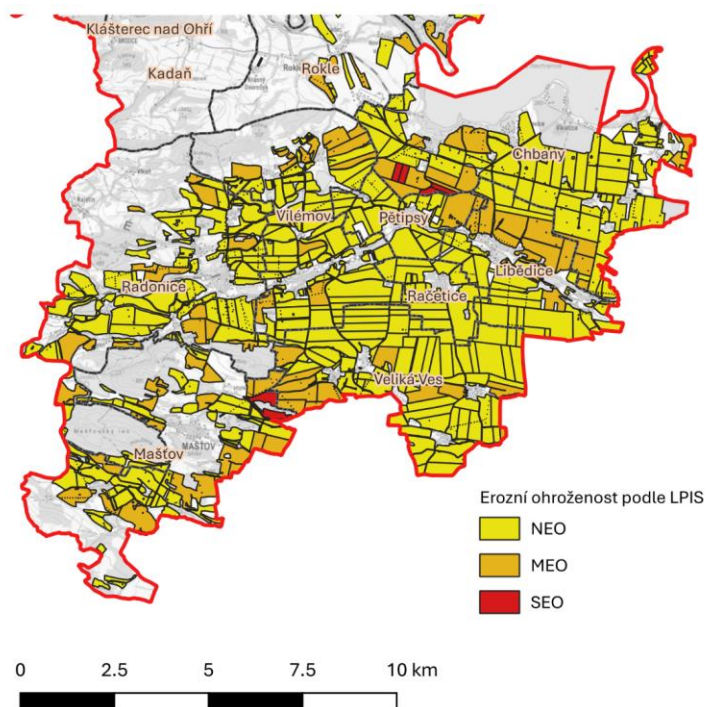 Klášterec nad Ohří
Kadaň
Rokle
Chbany
Vilémov
Pětipsy
Libědice
Radonice
Račetice
Veliká Ves
MAŠŤOV
Mašťov
Erozní ohroženost podle LPIS
NEO
MEO
SEO
0 2.5 5 7.5 10 km